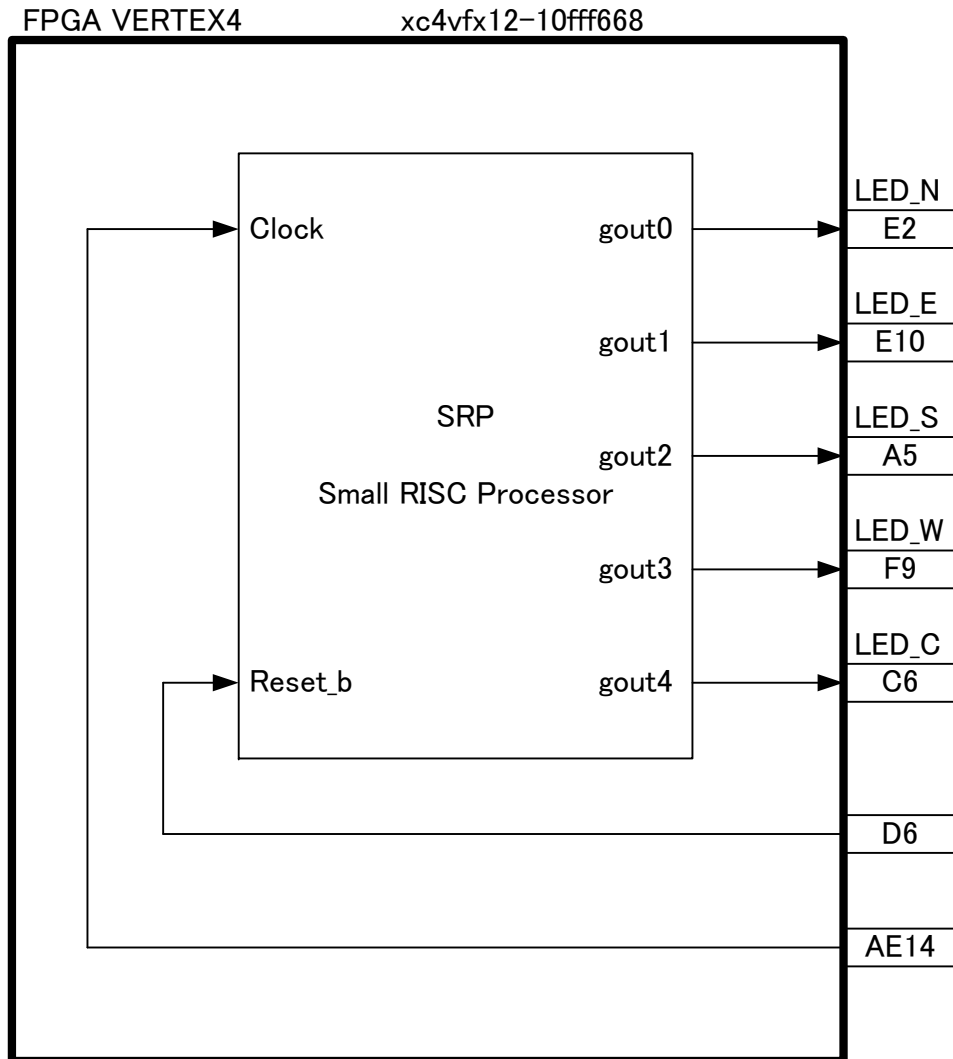 FPGA VERTEX4 xc4vfx12-10fff668
LED_N
Clock gout0 E2
LED_E
gout1 E10
SRP
LED_S
gout2 A5
Small RISC Processor
LED_W
gout3 F9
LED_C
Reset_b gout4 C6
D6
AE14